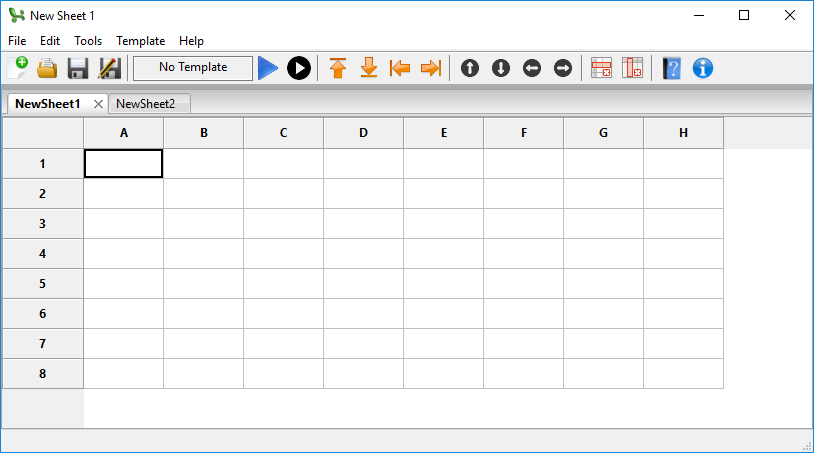 New Sheet 1
File Edit Tools Template Help
No Template
NewSheet1 NewSheet2
A B C D E F G H
1
2
3
4
5
6
7
8